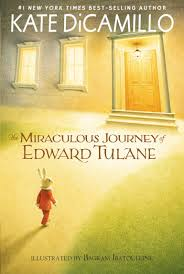 #1 NEW YORK TIMES BEST-SELLING AUTHOR
KATE DICAMILLO
The MIRACULOUS JOURNEY of
EDWARD TULANE
ILLUSTRATED BY BAGRAM IBATOULLINE